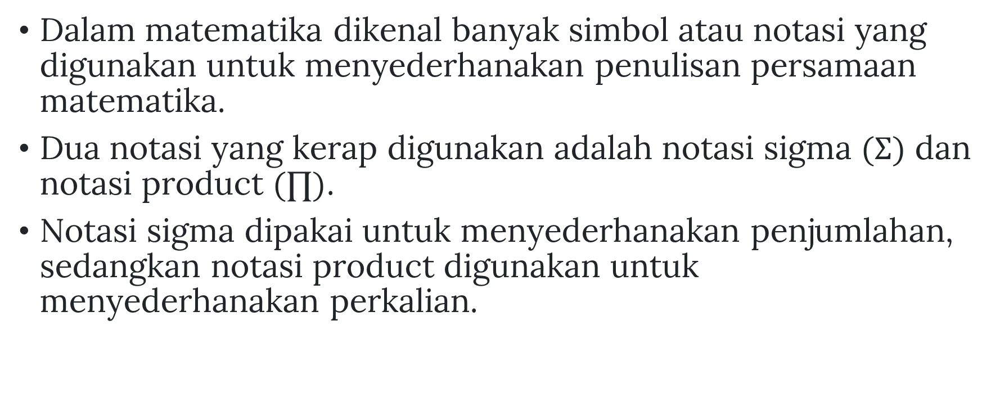 • Dalam matematika dikenal banyak simbol atau notasi yang
digunakan untuk menyederhanakan penulisan persamaan
matematika.
• Dua notasi yang kerap digunakan adalah notasi sigma (Σ) dan
notasi product (∏).
• Notasi sigma dipakai untuk menyederhanakan penjumlahan,
sedangkan notasi product digunakan untuk
menyederhanakan perkalian.